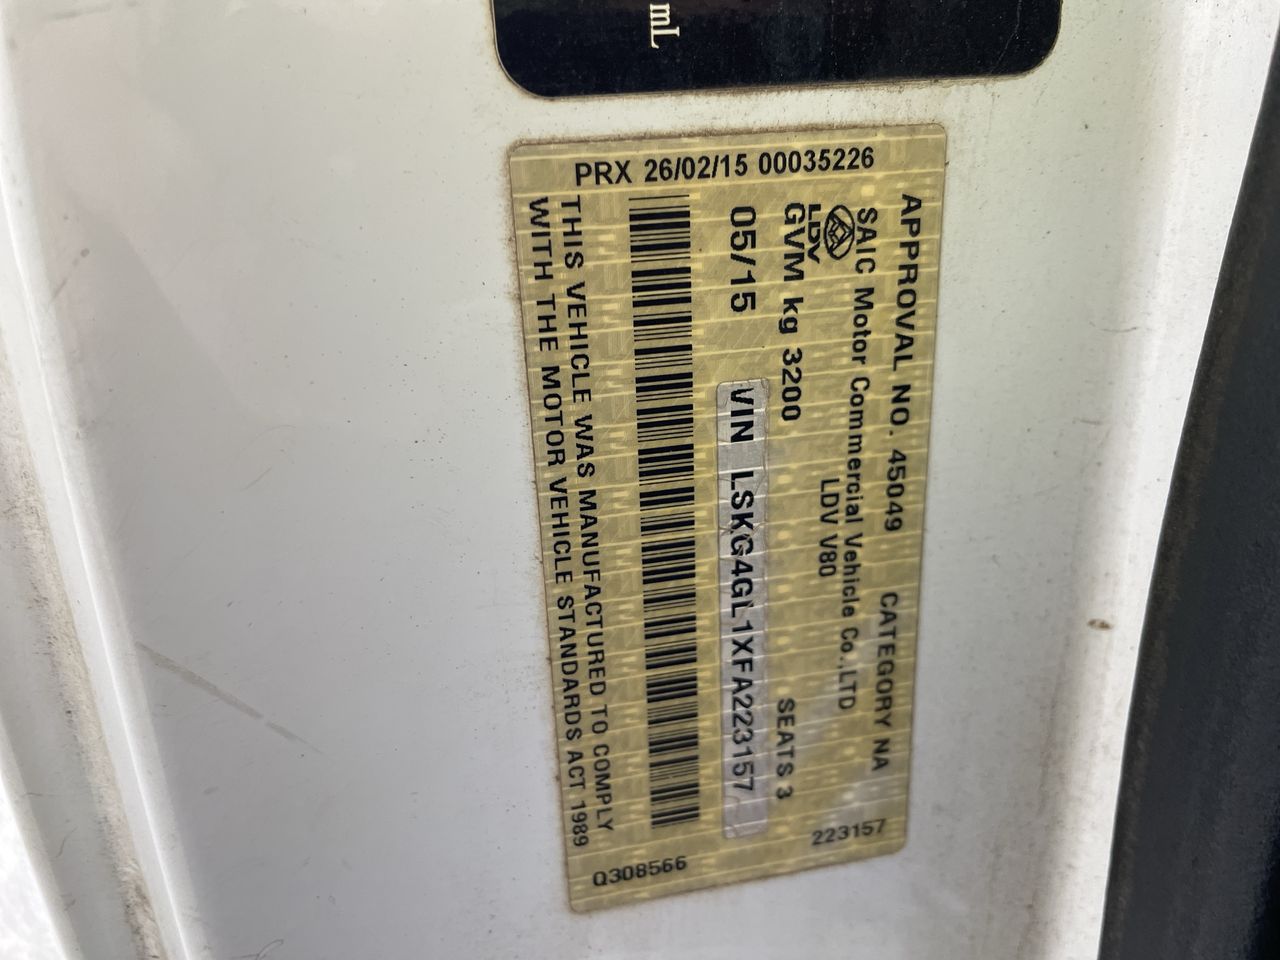 mL
PRX 26/02/15 00035226
APPROVAL NO. 45049 CATEGORY NA
SAIC Motor Commercial Vehicle Co.,LTD
LDV LDV V80
GVM kg 3200 SEATS 3
05/15 VIN LSKG4GL1XFA223157
THIS VEHICLE WAS MANUFACTURED TO COMPLY
WITH THE MOTOR VEHICLE STANDARDS ACT 1989
223157
Q308566